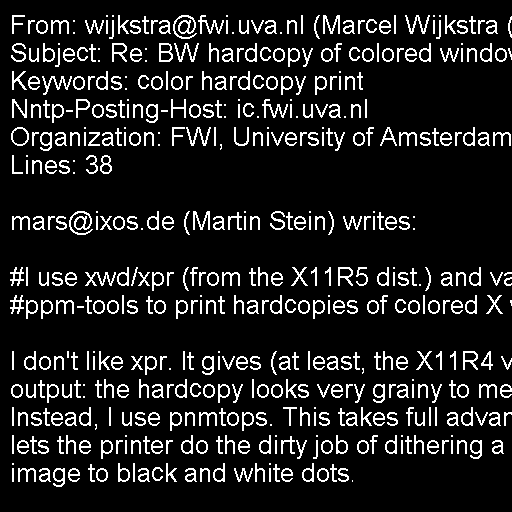 From: wijkstra@fwi.uva.nl (Marcel Wijkstra (
Subject: Re: BW hardcopy of colored window
Keywords: color hardcopy print
Nntp-Posting-Host: ic.fwi.uva.nl
Organization: FWI, University of Amsterdam
Lines: 38

mars@ixos.de (Martin Stein) writes:

#I use xwd/xpr (from the X11R5 dist.) and va
#ppm-tools to print hardcopies of colored X

I don't like xpr. It gives (at least, the X11R4 v
output: the hardcopy looks very grainy to me
Instead, I use pnmtops. This takes full advan
lets the printer do the dirty job of dithering a
image to black and white dots.